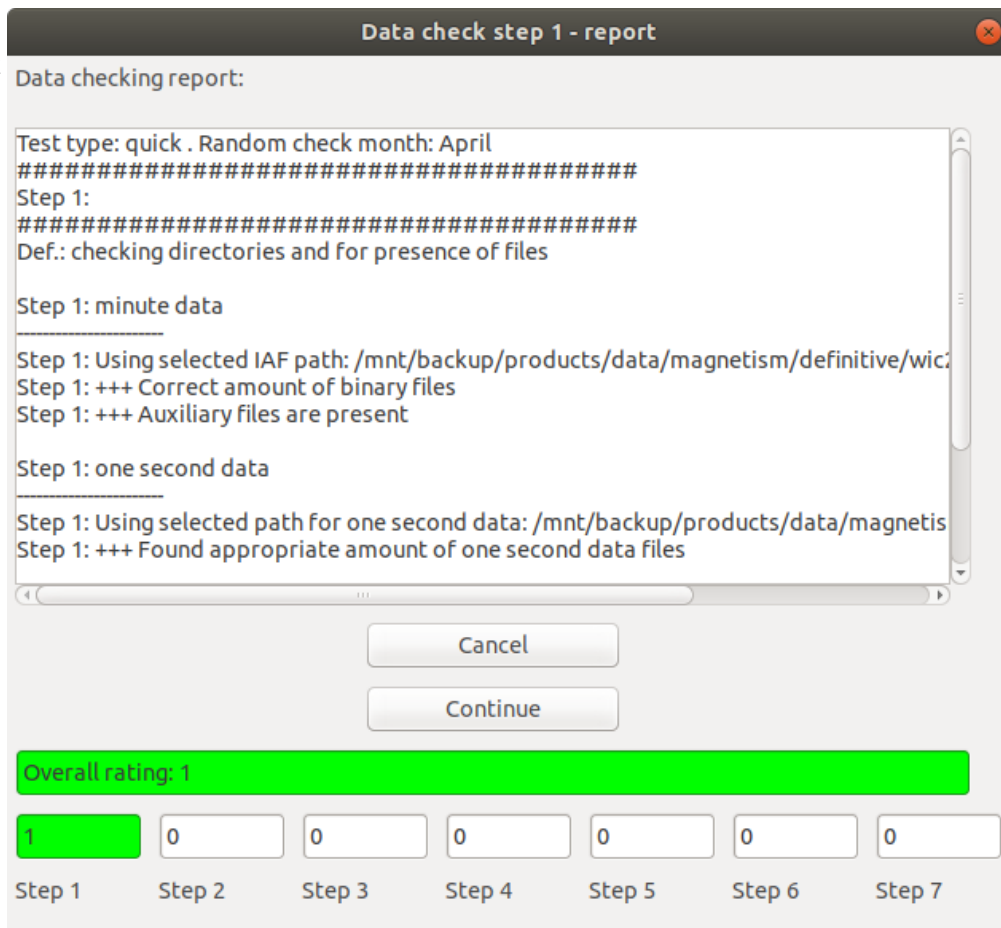 Data check step 1 - report
Data checking report:
Test type: quick . Random check month: April
#######################################
Step 1:
#######################################
Def.: checking directories and for presence of files
Step 1: minute data
-----------------------
Step 1: Using selected IAF path: /mnt/backup/products/data/magnetism/definitive/wic2
Step 1: +++ Correct amount of binary files
Step 1: +++ Auxiliary files are present
Step 1: one second data
-----------------------
Step 1: Using selected path for one second data: /mnt/backup/products/data/magnetis
Step 1: +++ Found appropriate amount of one second data files
Cancel
Continue
Overall rating: 1
1 0 0 0 0 0 0
Step 1 Step 2 Step 3 Step 4 Step 5 Step 6 Step 7